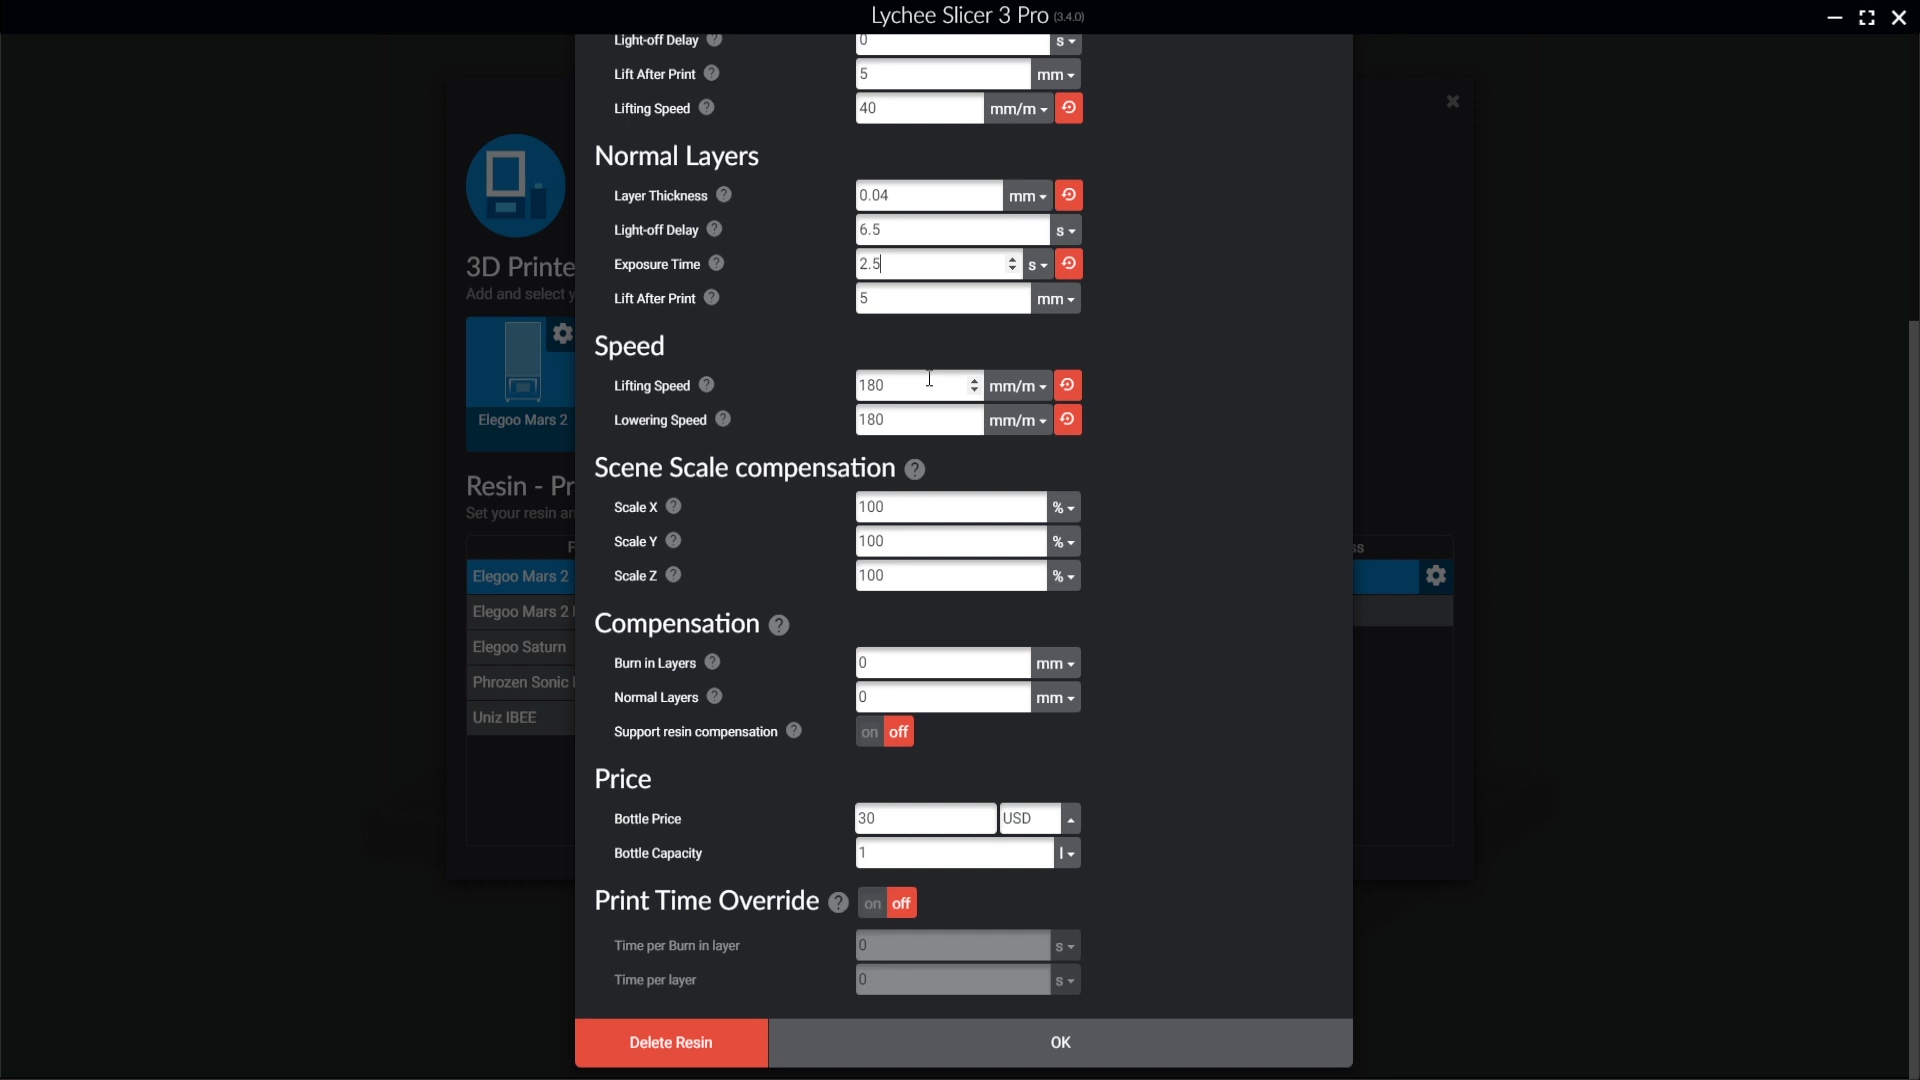 Lycheee Slicer 3 Pro (3.4.0)
Light-off Delay ? 0 s
Lift After Print ? 5 mm
Lifting Speed ? 40 mm/m
Normal Layers
Layer Thickness ? 0.04 mm
Light-off Delay ? 6.5 s
Exposure Time ? 2.5 s
Lift After Print ? 5 mm
Speed
Lifting Speed ? 180 mm/m
Lowering Speed ? 180 mm/m
Scene Scale compensation ?
Scale X ? 100 %
Scale Y ? 100 %
Scale Z ? 100 %
Compensation ?
Burn in Layers ? 0 mm
Normal Layers ? 0 mm
Support resin compensation ? on off
Price
Bottle Price 30 USD
Bottle Capacity 1 l
Print Time Override ? on off
Time per Burn in layer 0 s
Time per layer 0 s
Delete Resin OK
3D Printe
Add and select y
Elegoo Mars 2
Resin - Pr
Set your resin an
F ss
Elegoo Mars 2
Elegoo Mars 2
Elegoo Saturn
Phrozen Sonic
Uniz IBEE